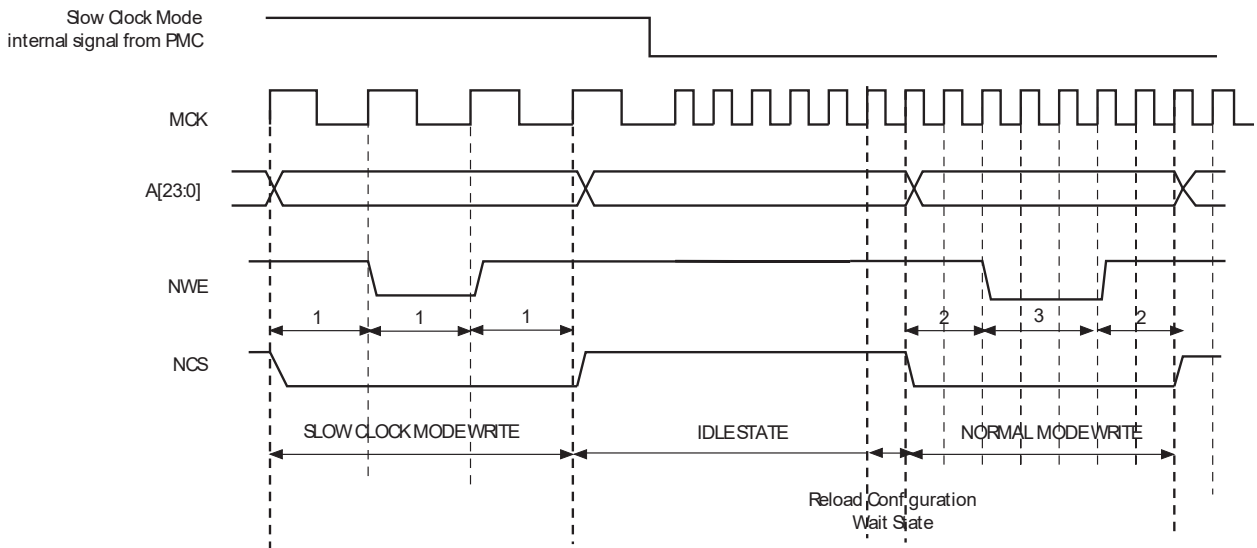 Slow Clock Mode
internal signal from PMC
MCK
A[23:0]
NWE
1 1 1 2 3 2
NCS
SLOW CLOCK MODE WRITE IDLE STATE NORMAL MODE WRITE
Reload Configuration
Wait State